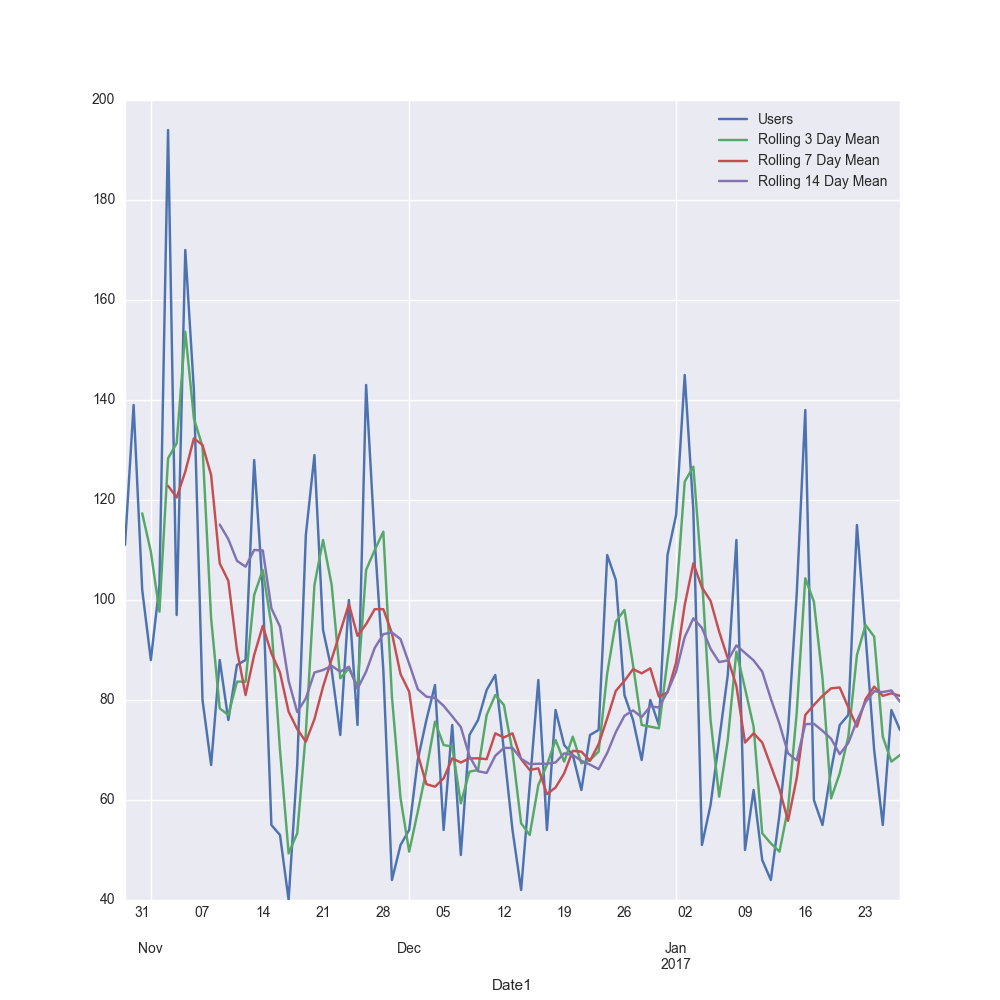 200
180
160
140
120
100
80
60
40
Users
Rolling 3 Day Mean
Rolling 7 Day Mean
Rolling 14 Day Mean
31 07 14 21 28 05 12 19 26 02 09 16 23
Nov Dec Jan
2017
Date1